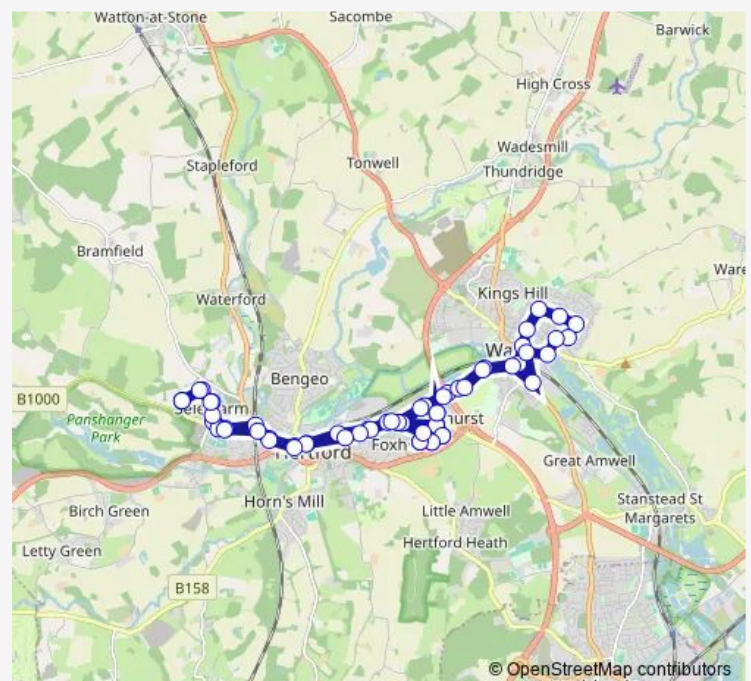 Watton-at-Stone
Sacombe
Barwick
High Cross
Wadesmill
Thundridge
Stapleford
Tonwell
Bramfield
Ware
Kings Hill
Waterford
Wa
Bengeo
B1000
Panshanger
Park
Foxh
Hertford
Great Amwell
Horn's Mill
Birch Green
Little Amwell
Stanstead St
Margarets
Letty Green
Hertford Heath
B158
© OpenStreetMap contributors